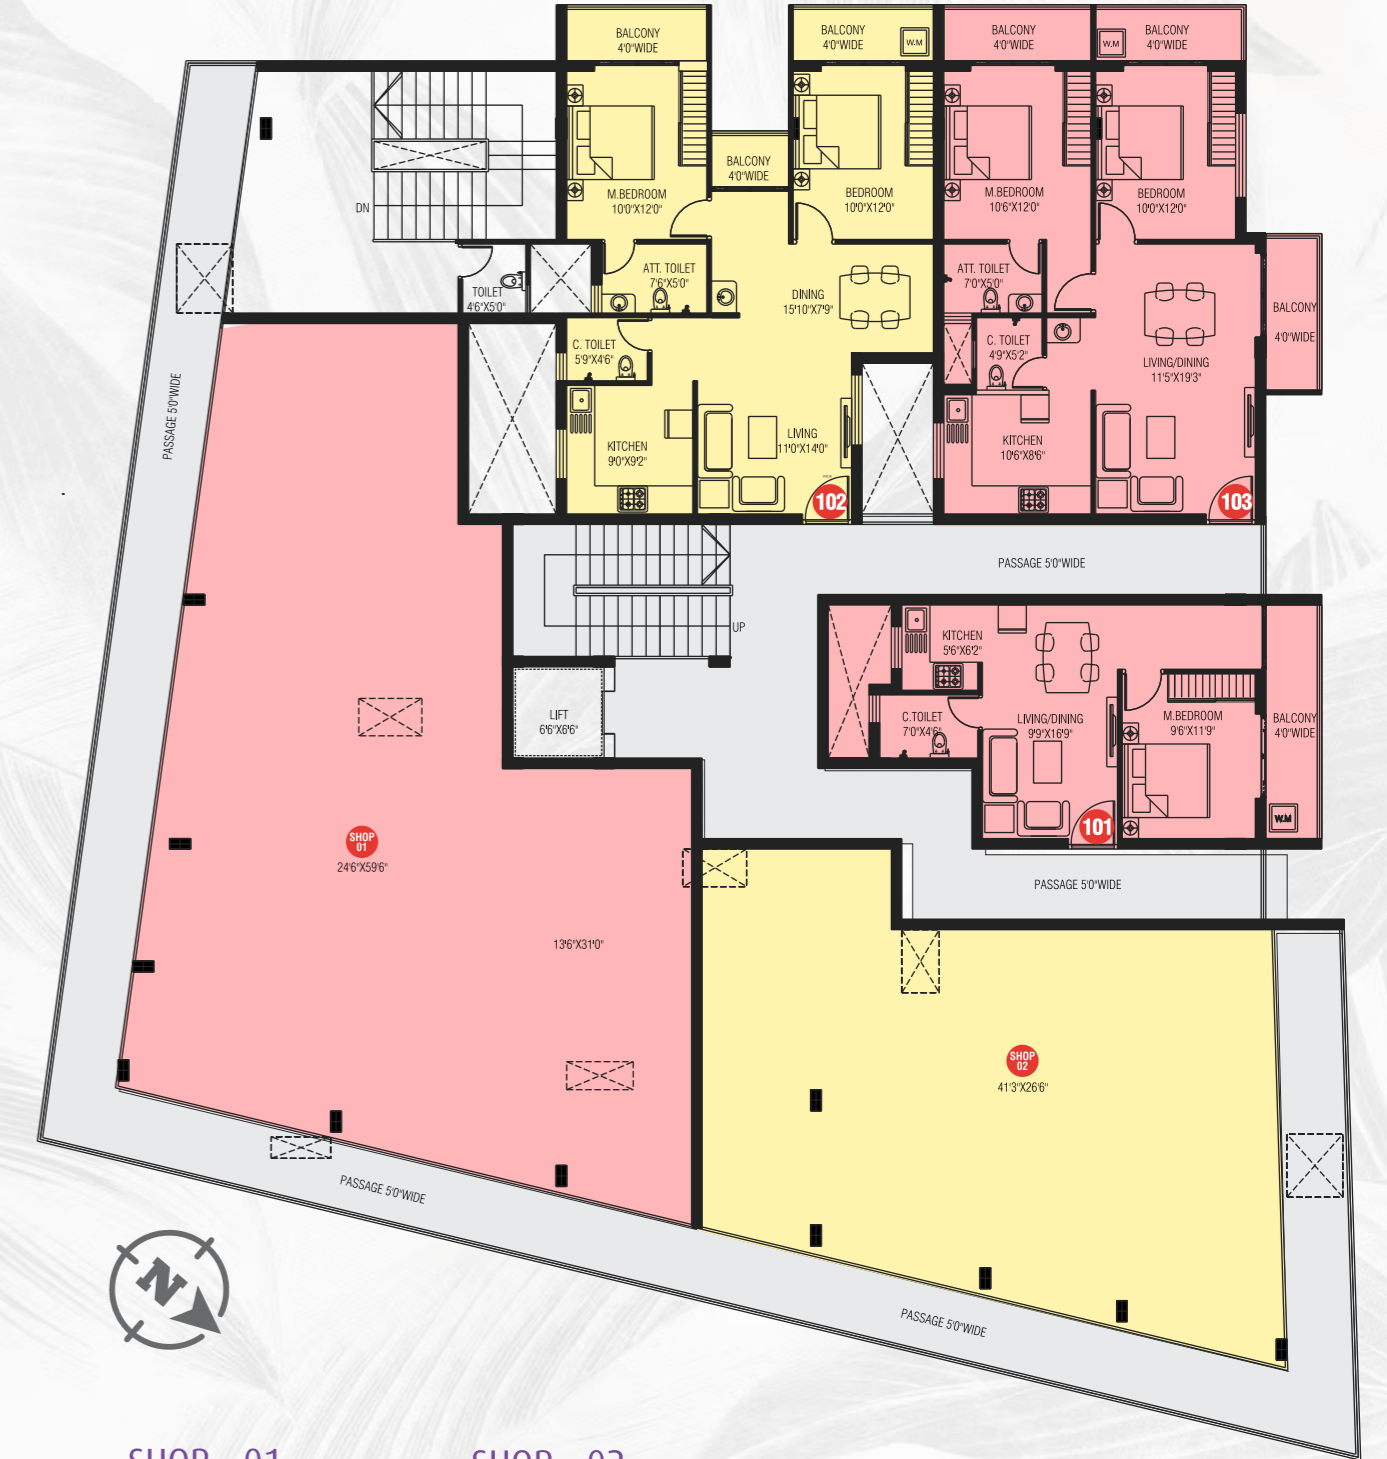 BALCONY
4'0"WIDE
BALCONY
4'0"WIDE
W.M
BALCONY
4'0"WIDE
W.M
BALCONY
4'0"WIDE
BALCONY
4'0"WIDE
M.BEDROOM
10'0"X12'0"
BEDROOM
10'0"X12'0"
M.BEDROOM
10'6"X12'0"
BEDROOM
10'0"X12'0"
DN
TOILET
4'6"X5'0"
ATT. TOILET
7'6"X5'0"
DINING
15'10"X7'9"
ATT. TOILET
7'0"X5'0"
BALCONY
4'0"WIDE
C. TOILET
5'9"X4'6"
C. TOILET
4'9"X5'2"
LIVING/DINING
11'5"X19'3"
PASSAGE 5'0"WIDE
KITCHEN
9'0"X9'2"
LIVING
11'0"X14'0"
KITCHEN
10'6"X8'6"
102
103
PASSAGE 5'0"WIDE
UP
KITCHEN
5'6"X6'2"
LIFT
6'6"X6'6"
C.TOILET
7'0"X4'6"
LIVING/DINING
9'9"X16'9"
M.BEDROOM
9'6"X11'9"
BALCONY
4'0"WIDE
W.M
101
SHOP
01
24'6"X59'6"
PASSAGE 5'0"WIDE
13'6"X31'0"
SHOP
02
41'3"X26'6"
PASSAGE 5'0"WIDE
N
PASSAGE 5'0"WIDE